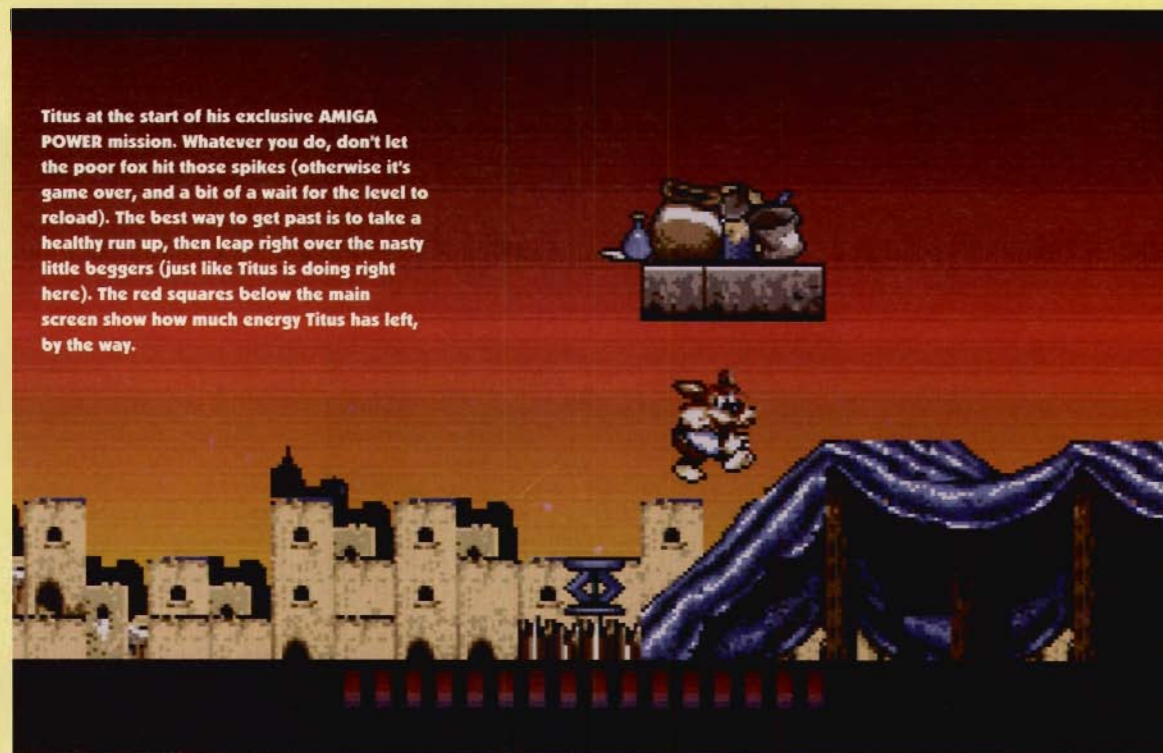 Titus at the start of his exclusive AMIGA
POWER mission. Whatever you do, don't let
the poor fox hit those spikes (otherwise it's
game over, and a bit of a wait for the level to
reload). The best way to get past is to take a
healthy run up, then leap right over the nasty
little beggers (just like Titus is doing right
here). The red squares below the main
screen show how much energy Titus has left,
by the way.